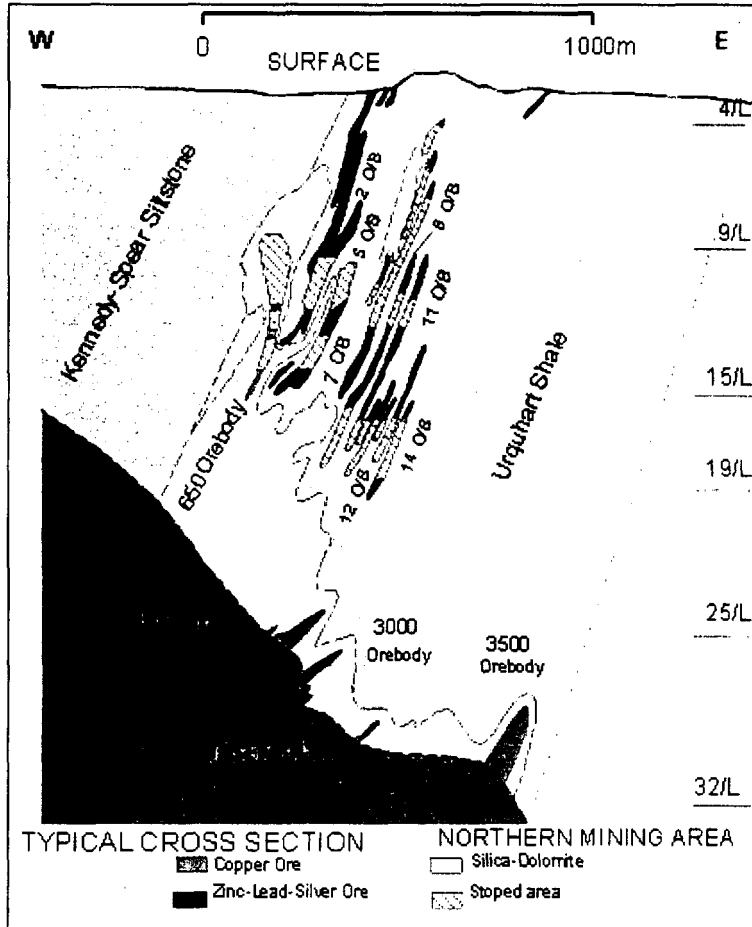 W 0 1000m E
SURFACE
4/L
Kennedy-Spear Siltstone
2 O/B
5 O/B
8 O/B
9/L
11 O/B
7 O/B
15/L
650 Orebody
Urquhart Shale
14 O/B
12 O/B
19/L
25/L
3000
Orebody
3500
Orebody
32/L
TYPICAL CROSS SECTION NORTHERN MINING AREA
Copper Ore Silica-Dolomite
Zinc-Lead-Silver Ore Stoped area